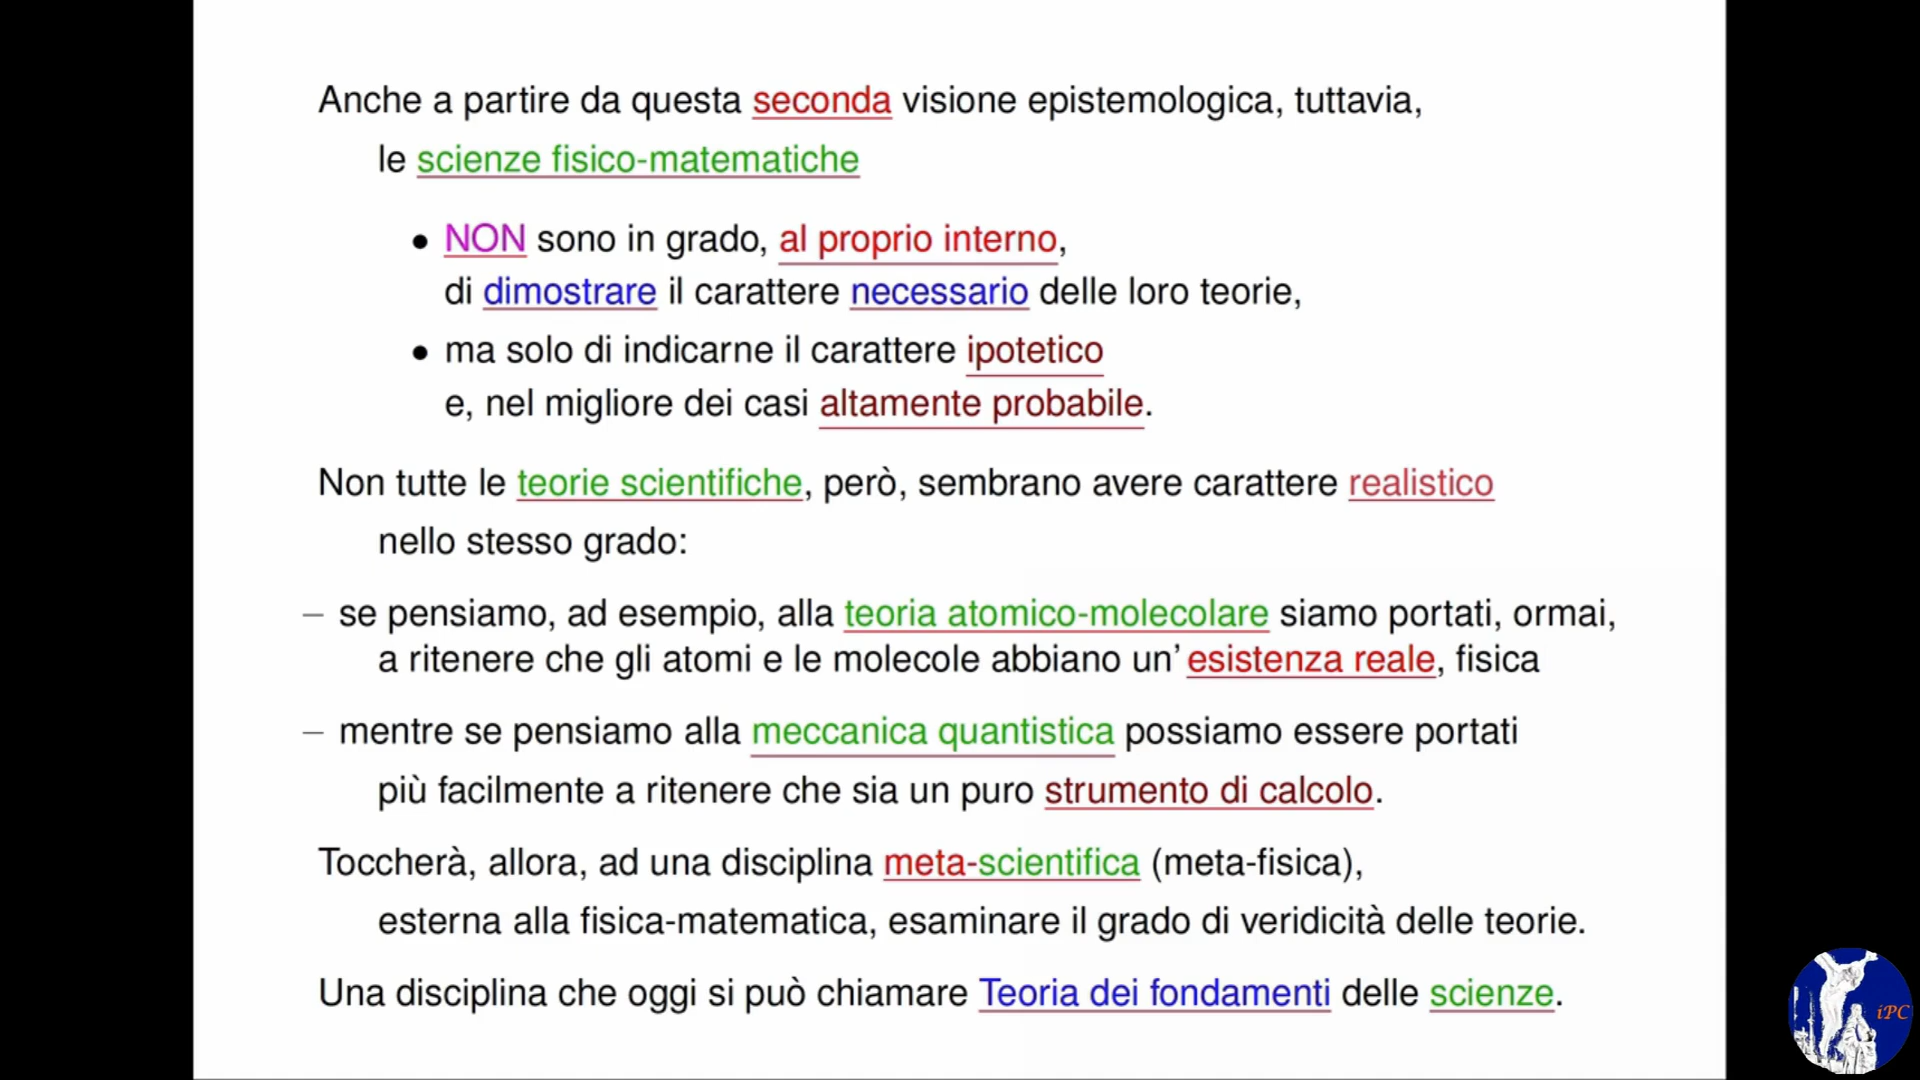 Anche a partire da questa seconda visione epistemologica, tuttavia,
le scienze fisico-matematiche
• NON sono in grado, al proprio interno,
di dimostrare il carattere necessario delle loro teorie,
• ma solo di indicarne il carattere ipotetico
e, nel migliore dei casi altamente probabile.
Non tutte le teorie scientifiche, però, sembrano avere carattere realistico
nello stesso grado:
– se pensiamo, ad esempio, alla teoria atomico-molecolare siamo portati, ormai,
a ritenere che gli atomi e le molecole abbiano un' esistenza reale, fisica
– mentre se pensiamo alla meccanica quantistica possiamo essere portati
più facilmente a ritenere che sia un puro strumento di calcolo.
Toccherà, allora, ad una disciplina meta-scientifica (meta-fisica),
esterna alla fisica-matematica, esaminare il grado di veridicità delle teorie.
Una disciplina che oggi si può chiamare Teoria dei fondamenti delle scienze.
iPC